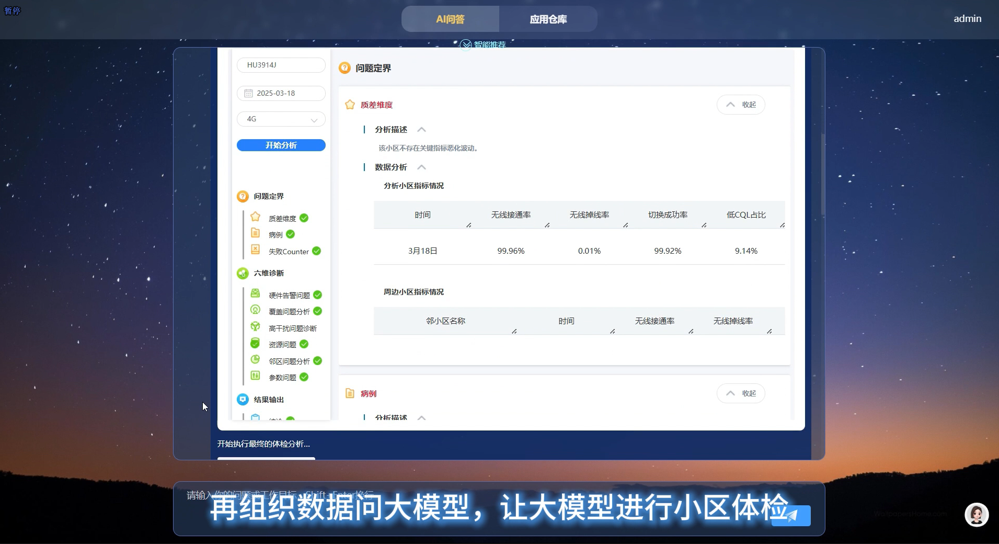 暂停
AI问答
应用仓库
admin
智能推荐
HU3914J
2025-03-18
4G
开始分析
问题定界
质差维度
病例
失败Counter
六维诊断
硬件告警问题
覆盖问题分析
高干扰问题诊断
资源问题
邻区问题分析
参数问题
结果输出
结论
问题定界
质差维度
收起
分析描述
该小区不存在关键指标恶化波动。
数据分析
分析小区指标情况
时间 无线接通率 无线掉线率 切换成功率 低CQL占比
3月18日 99.96% 0.01% 99.92% 9.14%
周边小区指标情况
邻小区名称 时间 无线接通率 无线掉线率
病例
收起
分析描述
开始执行最终的体检分析...
请输入你的问题或工作目标，Shift+Enter换行
再组织数据问大模型，让大模型进行小区体检
WallpapersHome.com